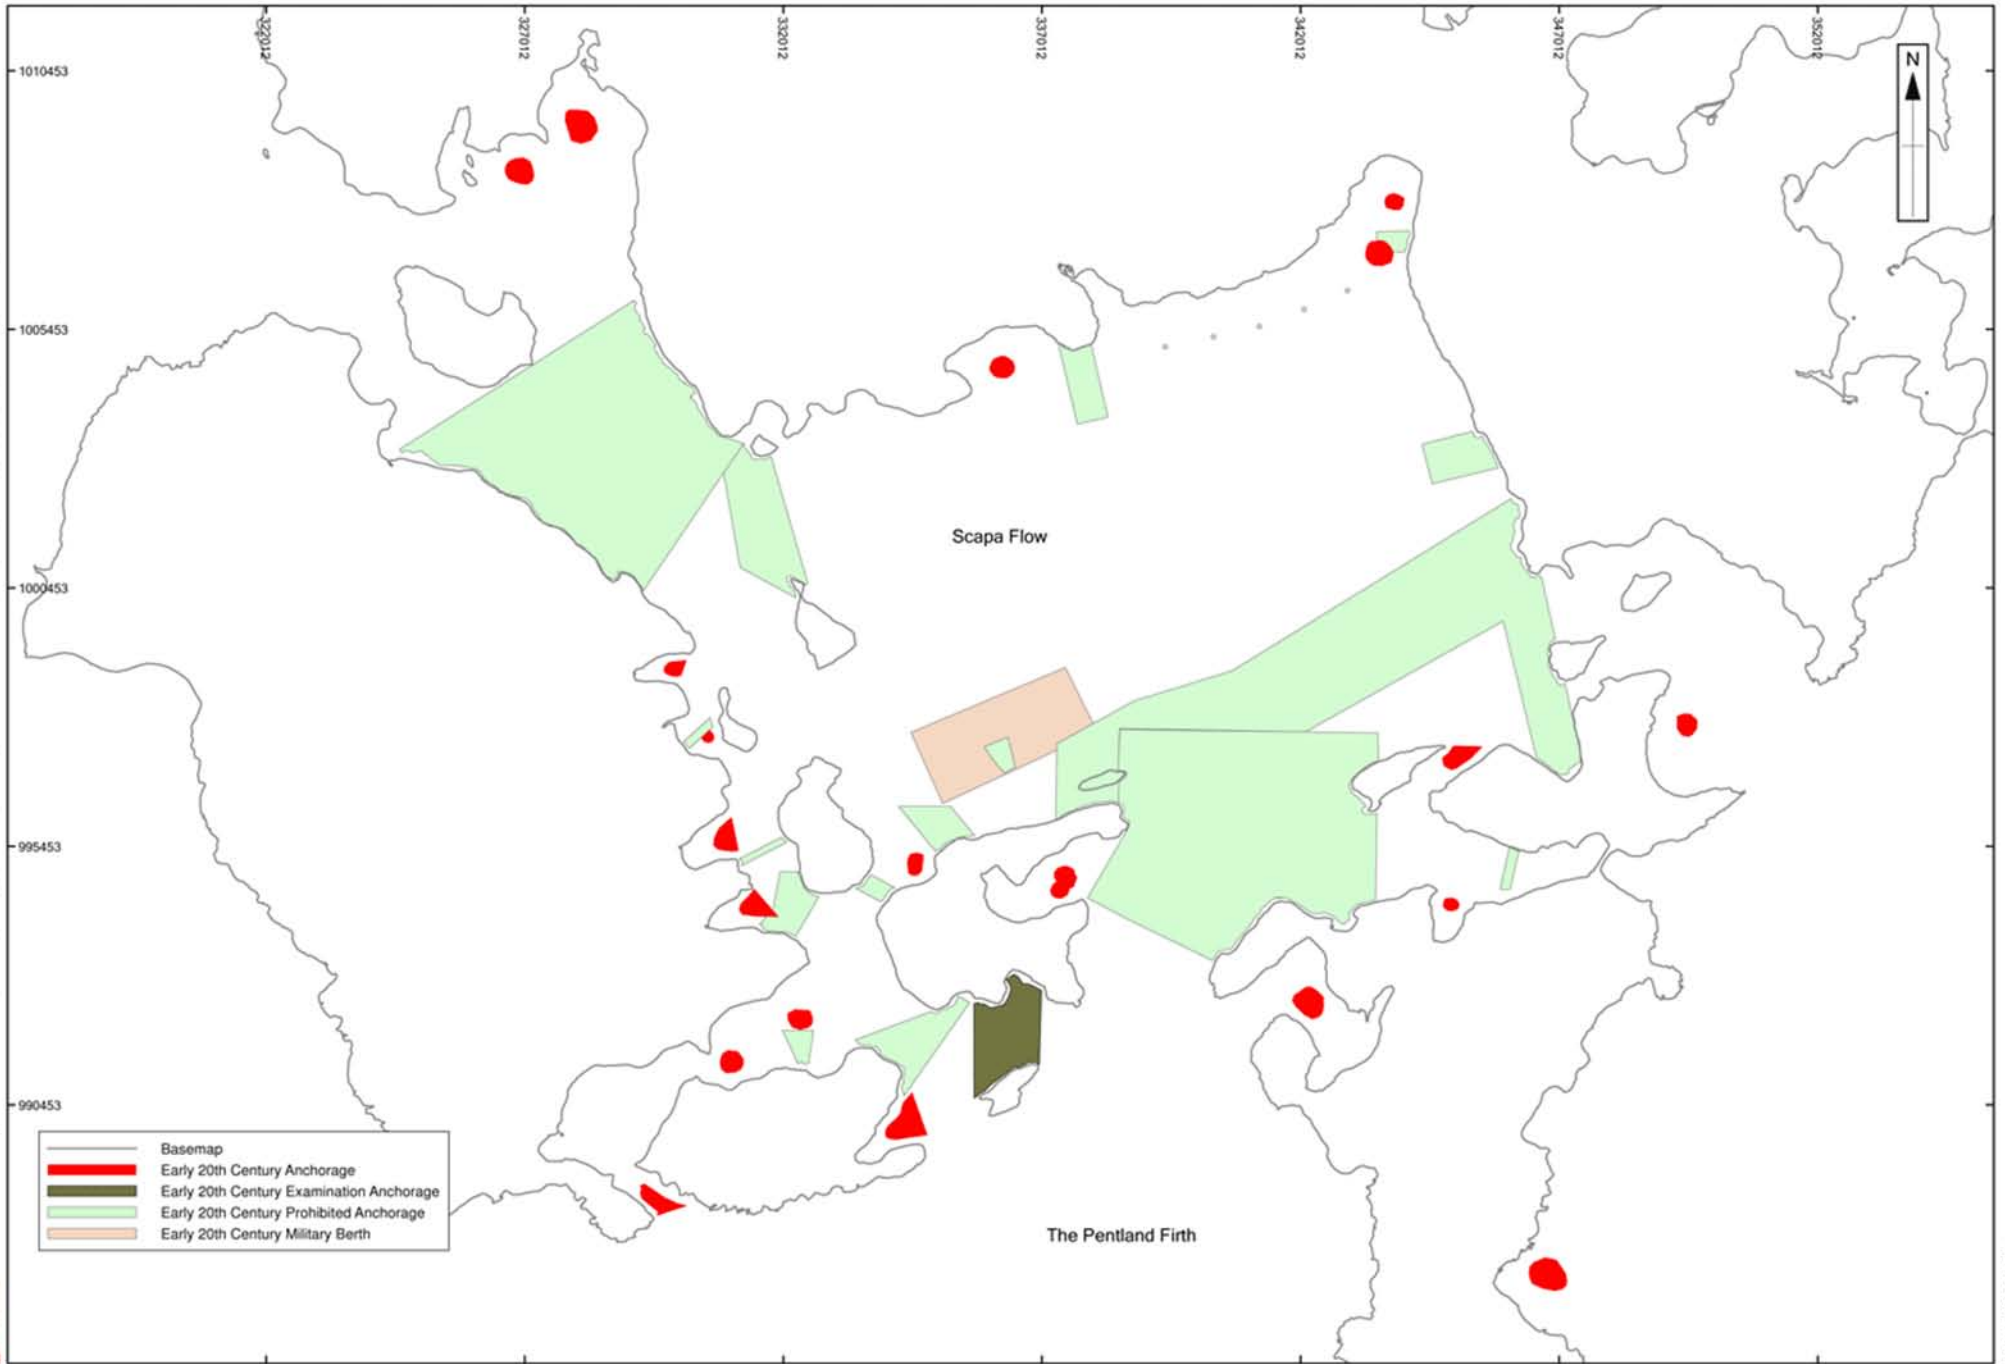 322012 327012 332012 337012 342012 347012 352012
1010453
N
1005453
Scapa Flow
1000453
995453
990453
Basemap
Early 20th Century Anchorage
Early 20th Century Examination Anchorage
Early 20th Century Prohibited Anchorage
Early 20th Century Military Berth
The Pentland Firth